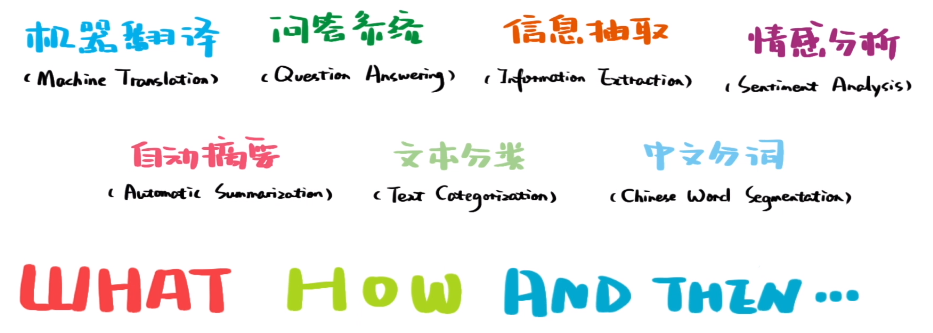 机器翻译 问答系统 信息抽取 情感分析
(Machine Translation) (Question Answering) (Information Extraction) (Sentiment Analysis)
自动摘要 文本分类 中文分词
(Automatic Summarization) (Text Categorization) (Chinese Word Segmentation)
WHAT HOW AND THEN...